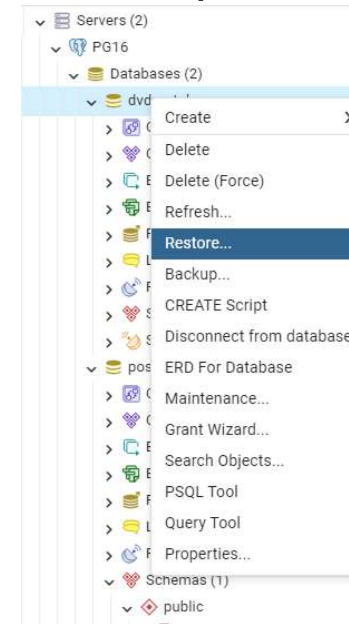 Servers (2)
PG16
Databases (2)
Create
Delete
Delete (Force)
Refresh...
Restore...
Backup...
CREATE Script
Disconnect from database
ERD For Database
Maintenance...
Grant Wizard...
Search Objects...
PSQL Tool
Query Tool
Properties...
Schemas (1)
public